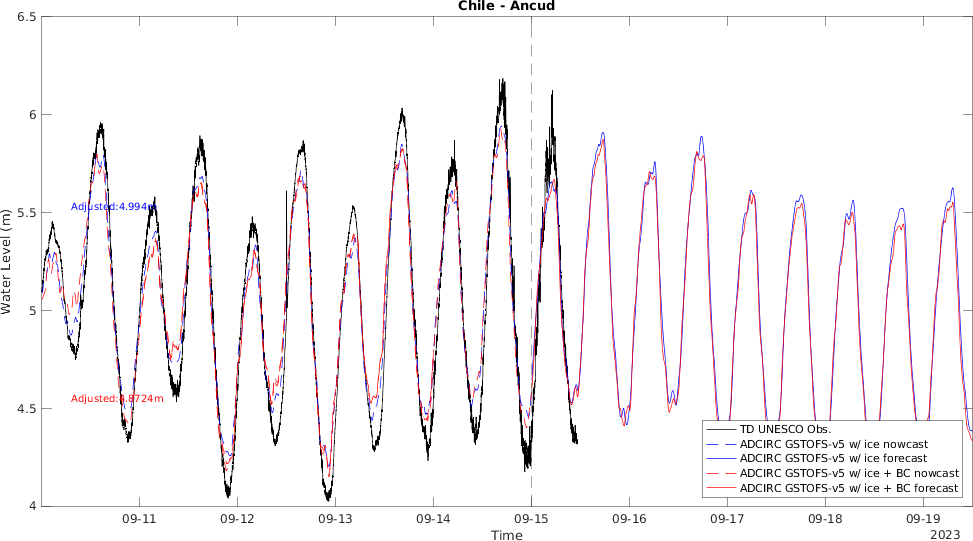 Chile - Ancud
6.5
6
5.5
5
4.5
4
Water Level (m)
Adjusted:4.994m
Adjusted:4.8724m
09-11
09-12
09-13
09-14
09-15
09-16
09-17
09-18
09-19
Time
2023
TD UNESCO Obs.
ADCIRC GSTOFS-v5 w/ ice nowcast
ADCIRC GSTOFS-v5 w/ ice forecast
ADCIRC GSTOFS-v5 w/ ice + BC nowcast
ADCIRC GSTOFS-v5 w/ ice + BC forecast